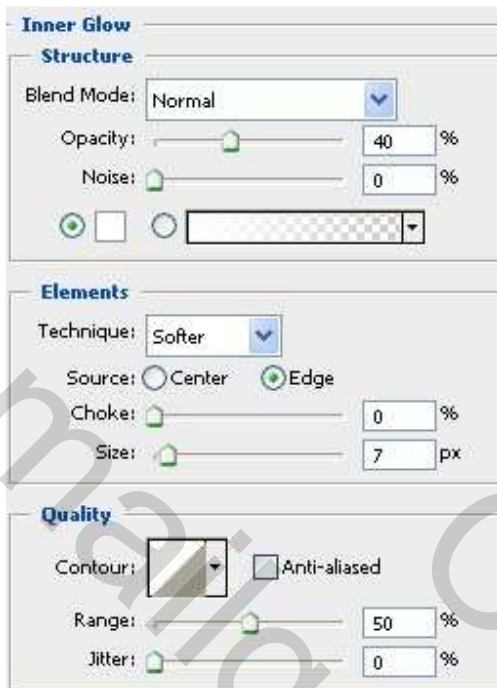 Inner Glow
Structure
Blend Mode: Normal
Opacity: 40 %
Noise: 0 %
Elements
Technique: Softer
Source: Center Edge
Choke: 0 %
Size: 7 px
Quality
Contour: Anti-aliased
Range: 50 %
Jitter: 0 %